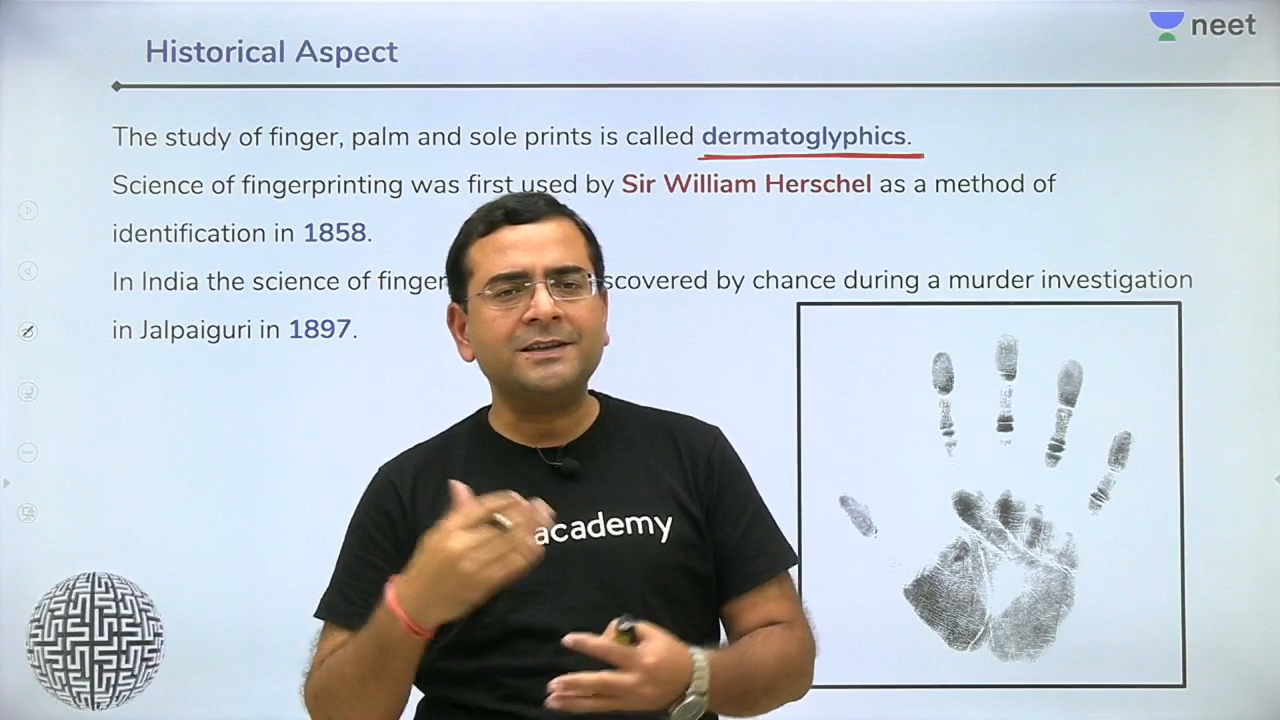 neet
Historical Aspect
The study of finger, palm and sole prints is called dermatoglyphics.
Science of fingerprinting was first used by Sir William Herschel as a method of
identification in 1858.
In India the science of finger scovered by chance during a murder investigation
in Jalpaiguri in 1897.
academy